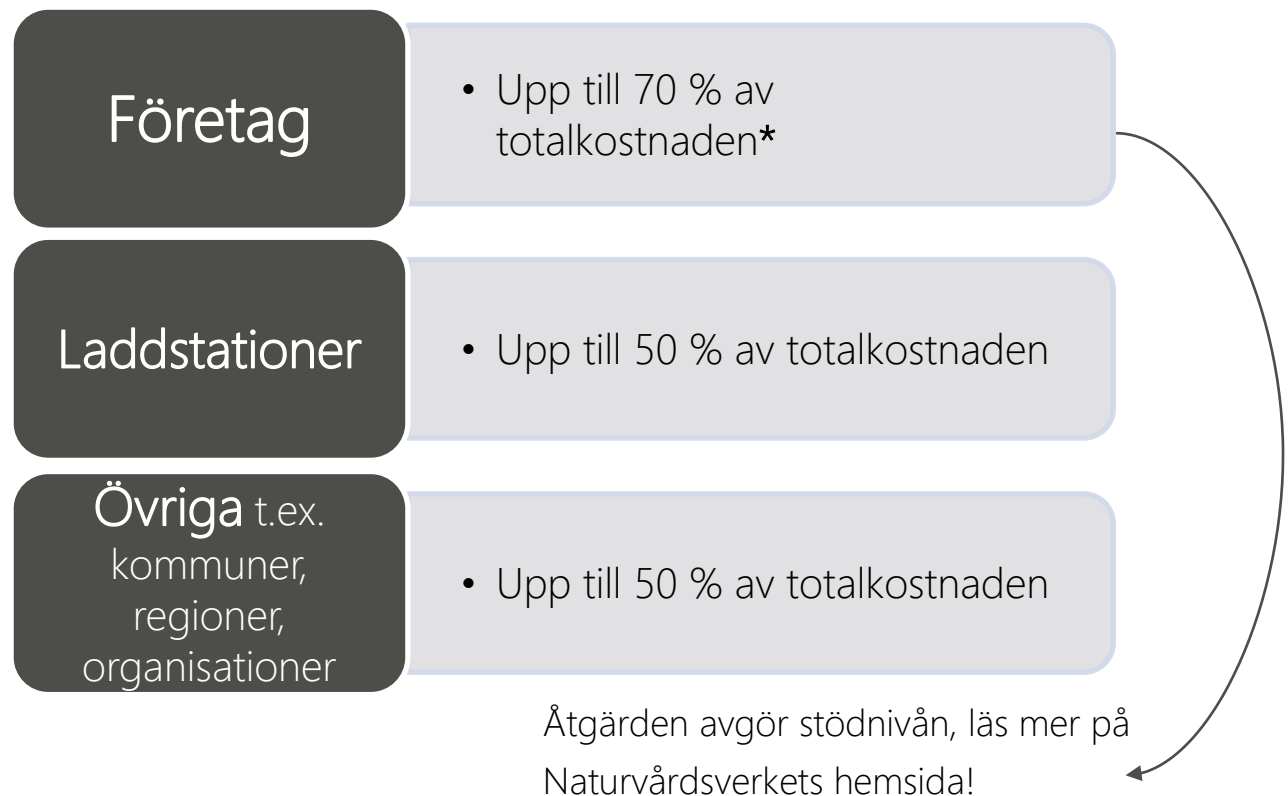 Företag
• Upp till 70 % av
totalkostnaden*
Laddstationer
• Upp till 50 % av totalkostnaden
Övriga t.ex.
kommuner,
regioner,
organisationer
• Upp till 50 % av totalkostnaden
Åtgärden avgör stödnivån, läs mer på
Naturvårdsverkets hemsida!